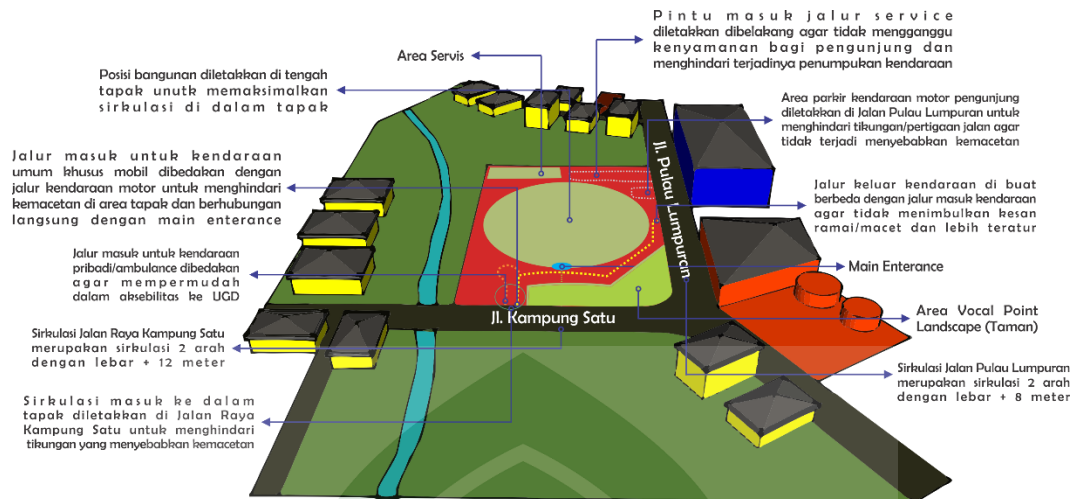 Pintu masuk jalur service
diletakkan dibelakang agar tidak mengganggu
kenyamanan bagi pengunjung dan
menghindari terjadinya penumpukan kendaraan
Area Servis
Posisi bangunan diletakkan di tengah
tapak unutk memaksimalkan
sirkulasi di dalam tapak
Area parkir kendaraan motor pengunjung
diletakkan di Jalan Pulau Lumpuran untuk
menghindari tikungan/pertigaan jalan agar
tidak terjadi menyebabkan kemacetan
Jalur masuk untuk kendaraan
umum khusus mobil dibedakan dengan
jalur kendaraan motor untuk menghindari
kemacetan di area tapak dan berhubungan
langsung dengan main enterance
Jl. Pulau Lumpuran
Jalur keluar kendaraan di buat
berbeda dengan jalur masuk kendaraan
agar tidak menimbulkan kesan
ramai/macet dan lebih teratur
Jalur masuk untuk kendaraan
pribadi/ambulance dibedakan
agar mempermudah
dalam aksebilitas ke UGD
Main Enterance
Area Vocal Point
Landscape (Taman)
Jl. Kampung Satu
Sirkulasi Jalan Raya Kampung Satu
merupakan sirkulasi 2 arah
dengan lebar + 12 meter
Sirkulasi Jalan Pulau Lumpuran
merupakan sirkulasi 2 arah
dengan lebar + 8 meter
Sirkulasi masuk ke dalam
tapak diletakkan di Jalan Raya
Kampung Satu untuk menghindari
tikungan yang menyebabkan kemacetan